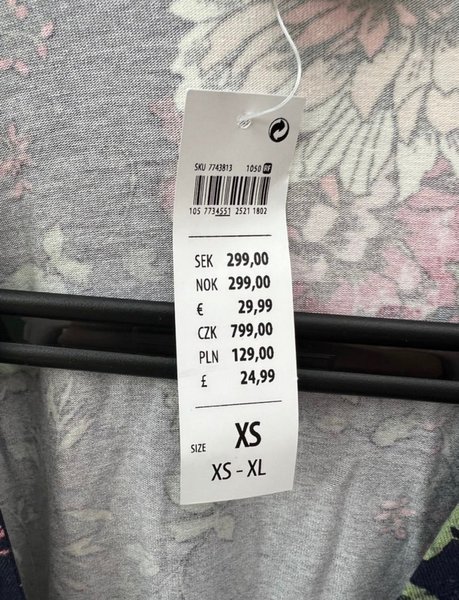 SKU 7743813 1050 RF
105 7734551 2521 1802
SEK 299,00
NOK 299,00
€ 29,99
CZK 799,00
PLN 129,00
£ 24,99
SIZE XS
XS - XL